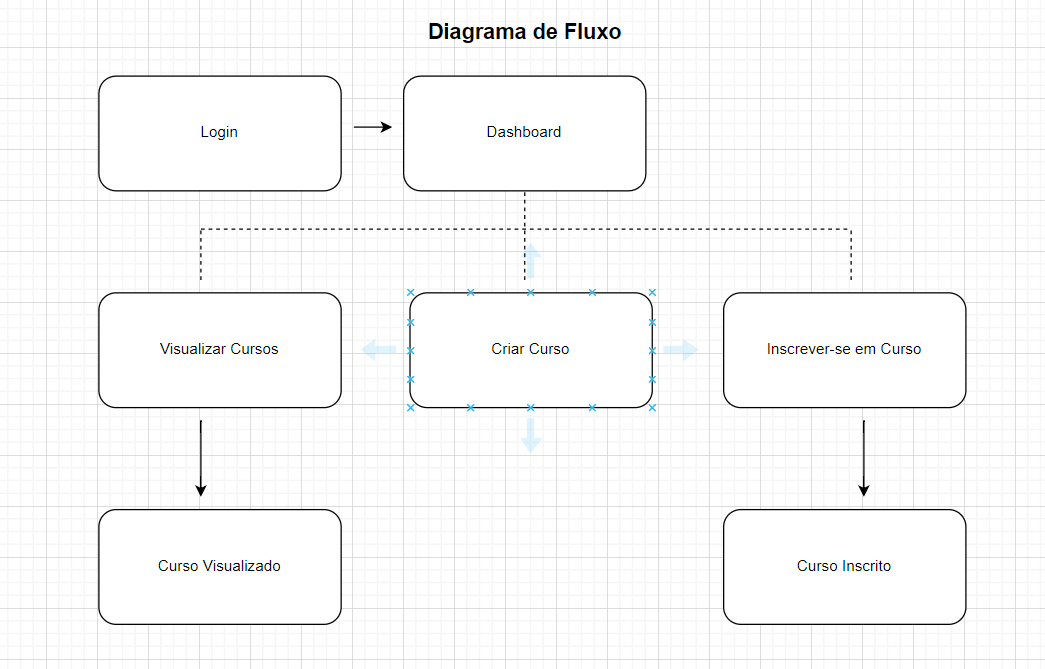 Diagrama de Fluxo
Login
Dashboard
Visualizar Cursos
Criar Curso
Inscrever-se em Curso
Curso Visualizado
Curso Inscrito